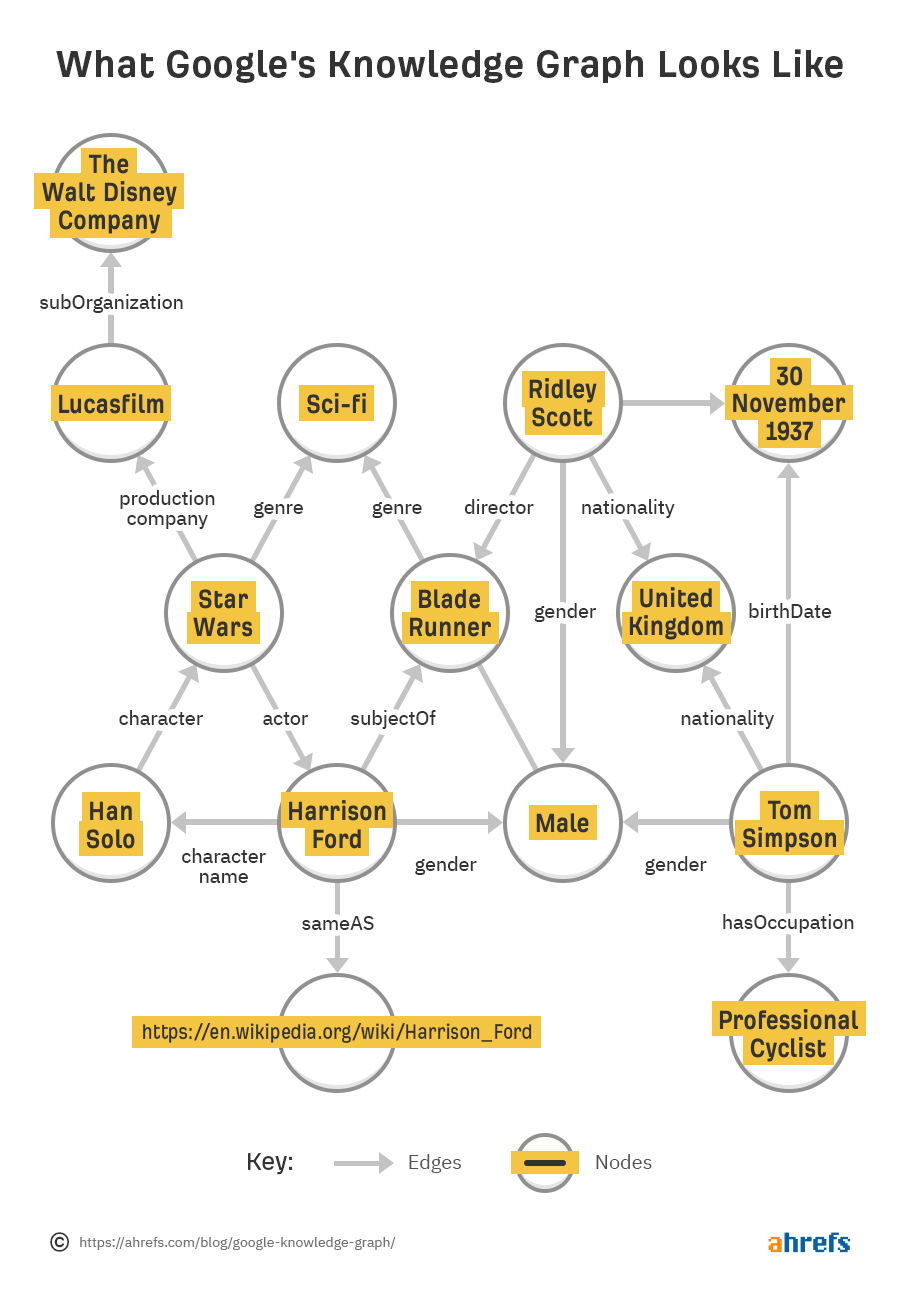 What Google's Knowledge Graph Looks Like
The
Walt Disney
Company
subOrganization
Lucasfilm
Sci-fi
Ridley
Scott
30
November
1937
production
company
genre
genre
director
nationality
Star
Wars
Blade
Runner
gender
United
Kingdom
birthDate
character
actor
subjectOf
nationality
Han
Solo
Harrison
Ford
Male
Tom
Simpson
character
name
gender
gender
sameAS
hasOccupation
https://en.wikipedia.org/wiki/Harrison_Ford
Professional
Cyclist
Key:
Edges
Nodes
© https://ahrefs.com/blog/google-knowledge-graph/
ahrefs